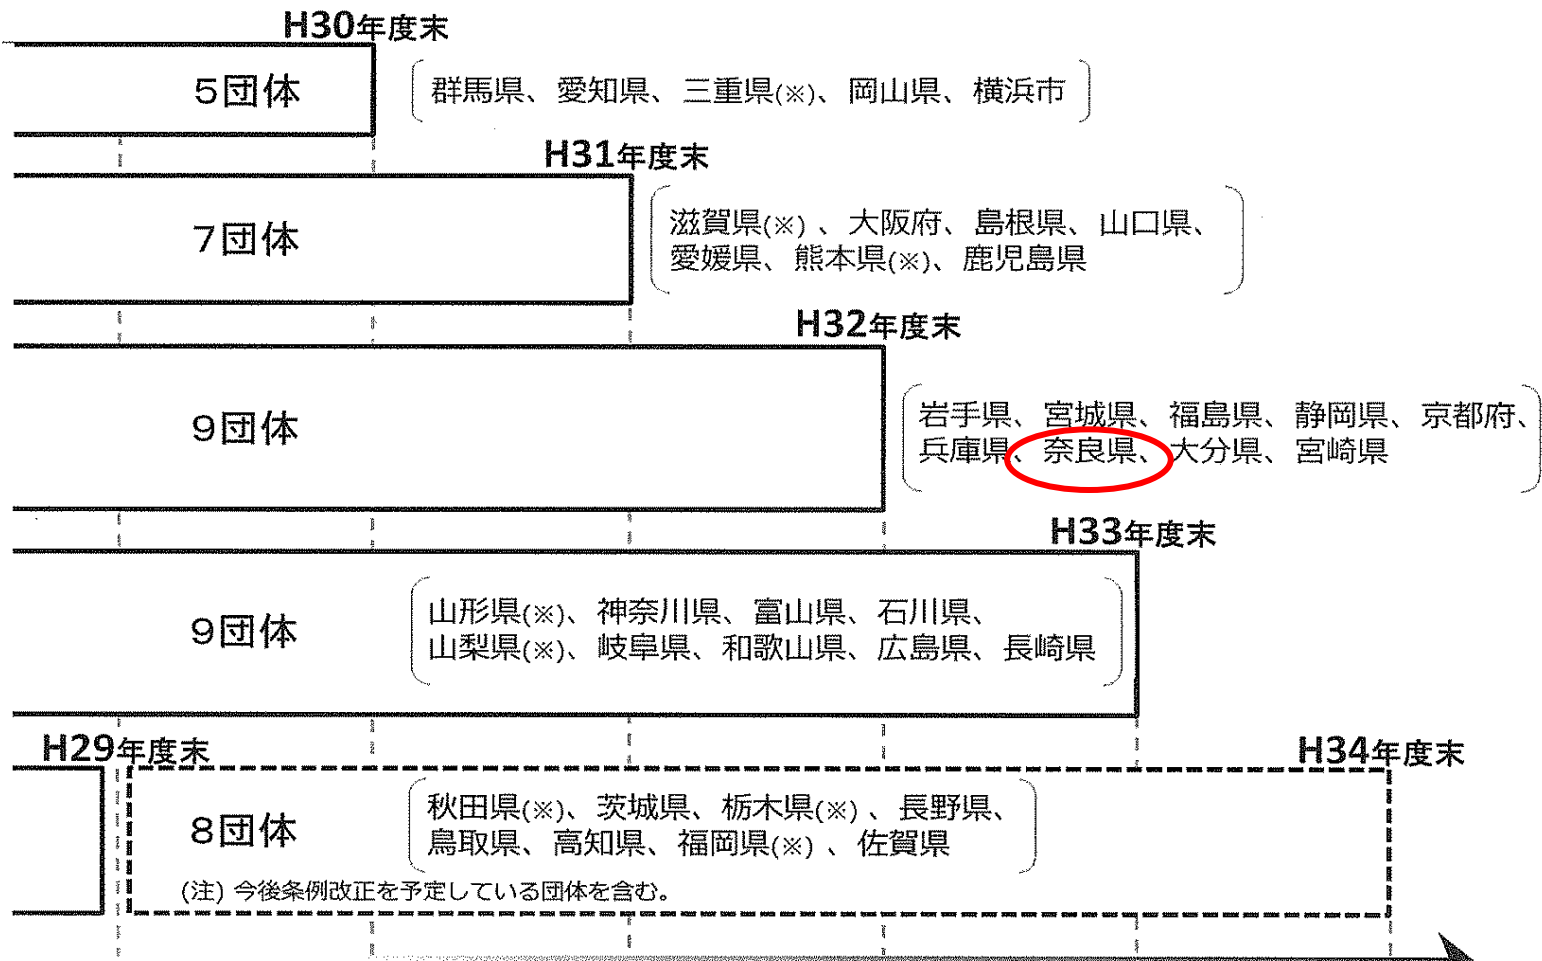 H30年度末
5団体
群馬県、愛知県、三重県(※)、岡山県、横浜市
H31年度末
7団体
滋賀県(※)、大阪府、島根県、山口県、
愛媛県、熊本県(※)、鹿児島県
H32年度末
9団体
岩手県、宮城県、福島県、静岡県、京都府、
兵庫県、奈良県、大分県、宮崎県
H33年度末
9団体
山形県(※)、神奈川県、富山県、石川県、
山梨県(※)、岐阜県、和歌山県、広島県、長崎県
H29年度末
H34年度末
8団体
秋田県(※)、茨城県、栃木県(※)、長野県、
鳥取県、高知県、福岡県(※)、佐賀県
(注) 今後条例改正を予定している団体を含む。